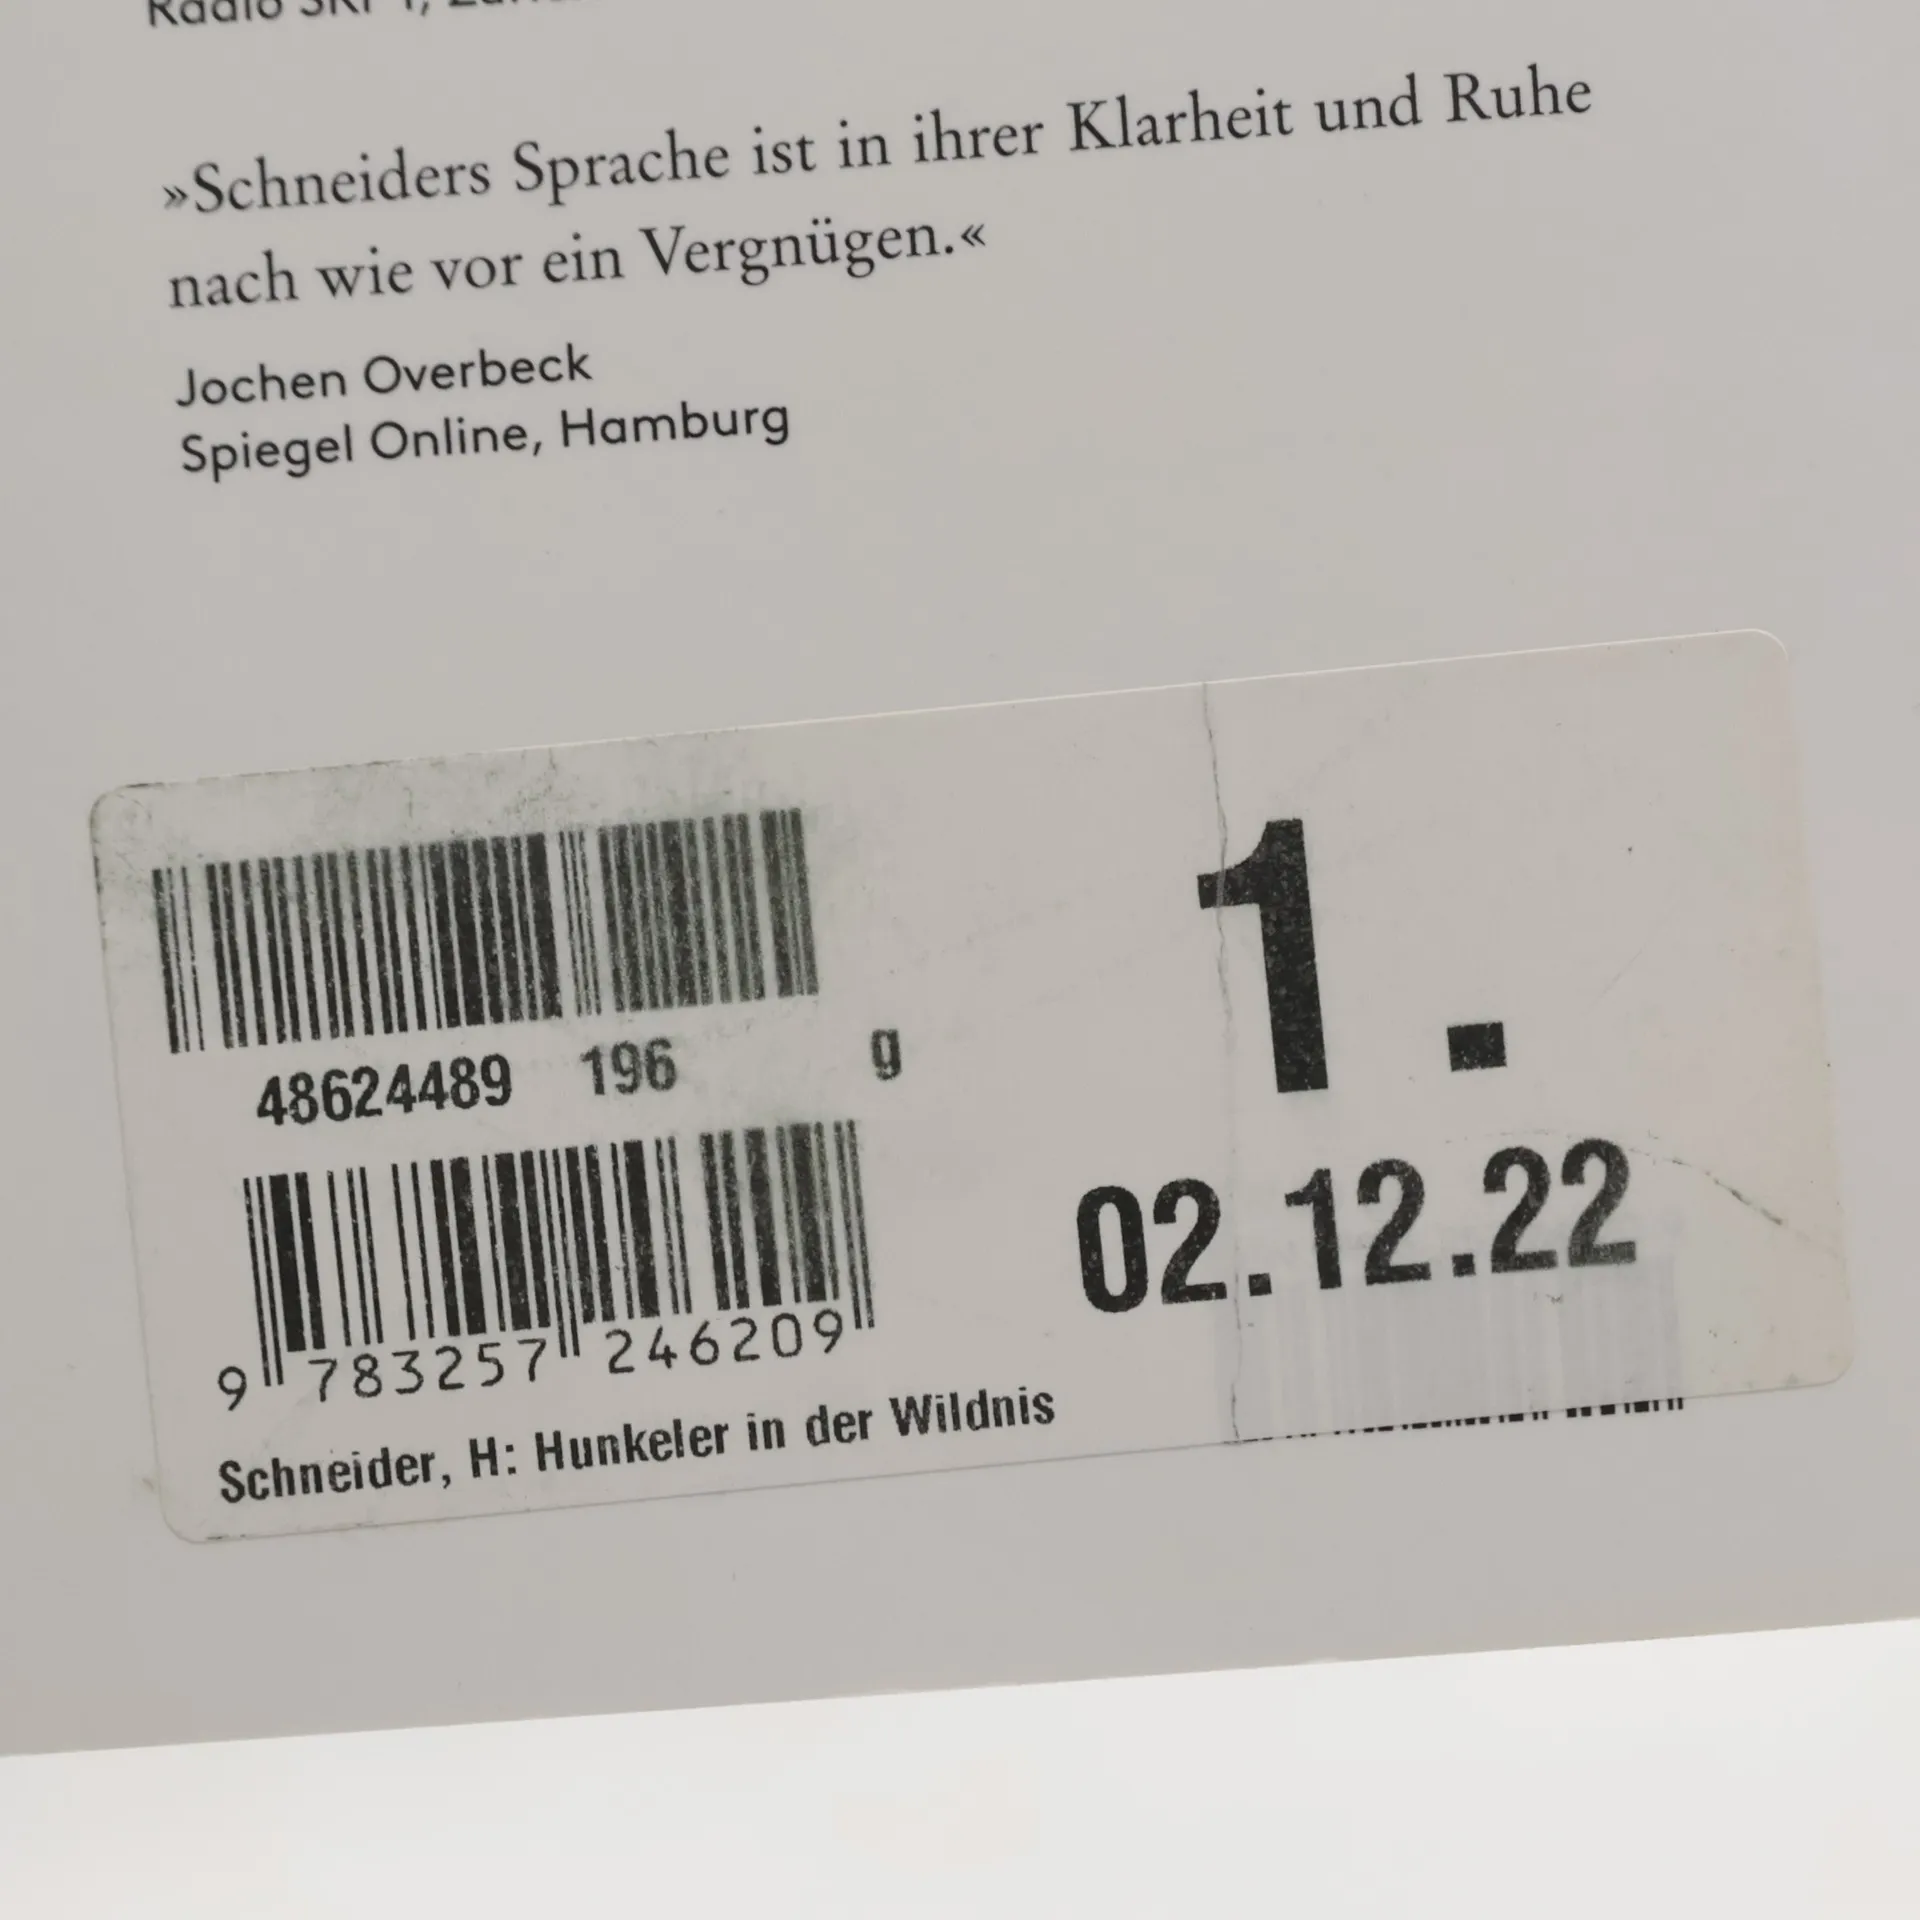 »Schneiders Sprache ist in ihrer Klarheit und Ruhe
nach wie vor ein Vergnügen.«
Jochen Overbeck
Spiegel Online, Hamburg
48624489 196 g
1.
02.12.22
9 783257 246209
Schneider, H: Hunkeler in der Wildnis